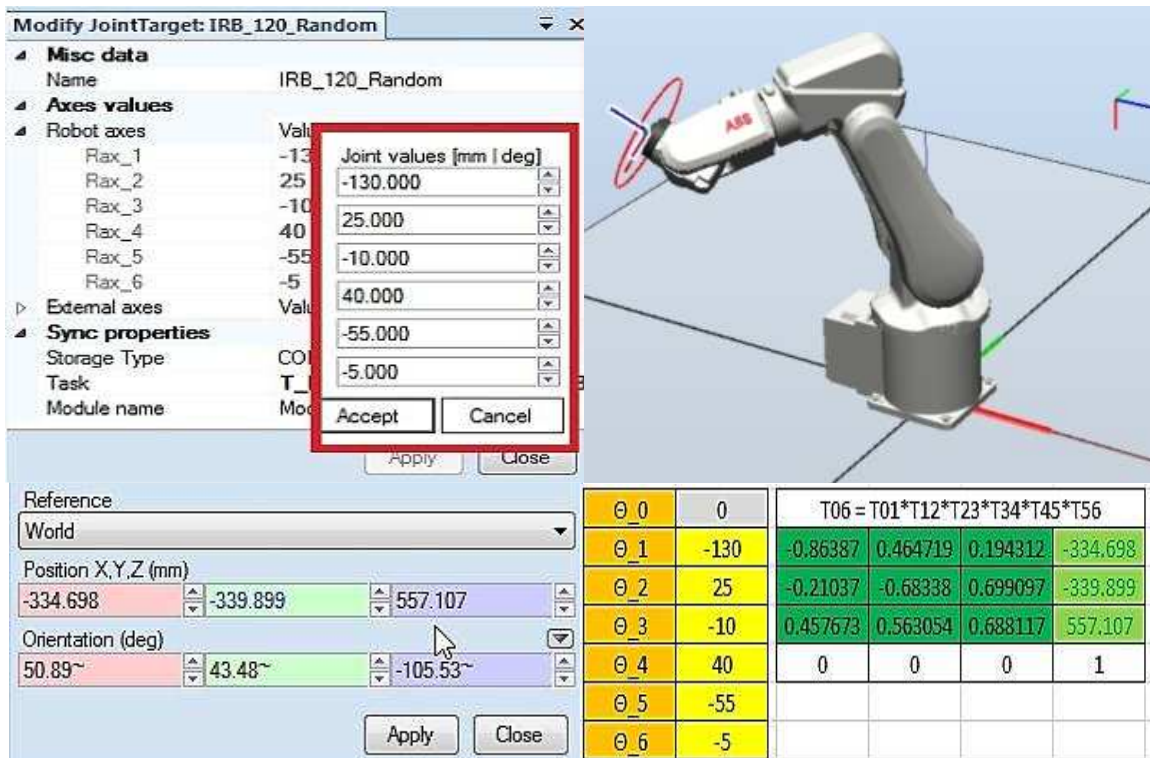 Modify JointTarget: IRB_120_Random
Misc data
Name IRB_120_Random
Axes values
Robot axes
Rax_1 -13
Rax_2 25
Rax_3 -10
Rax_4 40
Rax_5 -55
Rax_6 -5
External axes
Sync properties
Storage Type
Task
Module name
Apply Close
Joint values [mm | deg]
-130.000
25.000
-10.000
40.000
-55.000
-5.000
Accept Cancel
ABB
Reference
World
Position X,Y,Z (mm)
-334.698 -339.899 557.107
Orientation (deg)
50.89~ 43.48~ -105.53~
Apply Close
Θ_0 0 T06 = T01*T12*T23*T34*T45*T56
Θ_1 -130 -0.86387 0.464719 0.194312 -334.698
Θ_2 25 -0.21037 -0.68338 0.699097 -339.899
Θ_3 -10 0.457673 0.563054 0.688117 557.107
Θ_4 40 0 0 0 1
Θ_5 -55
Θ_6 -5